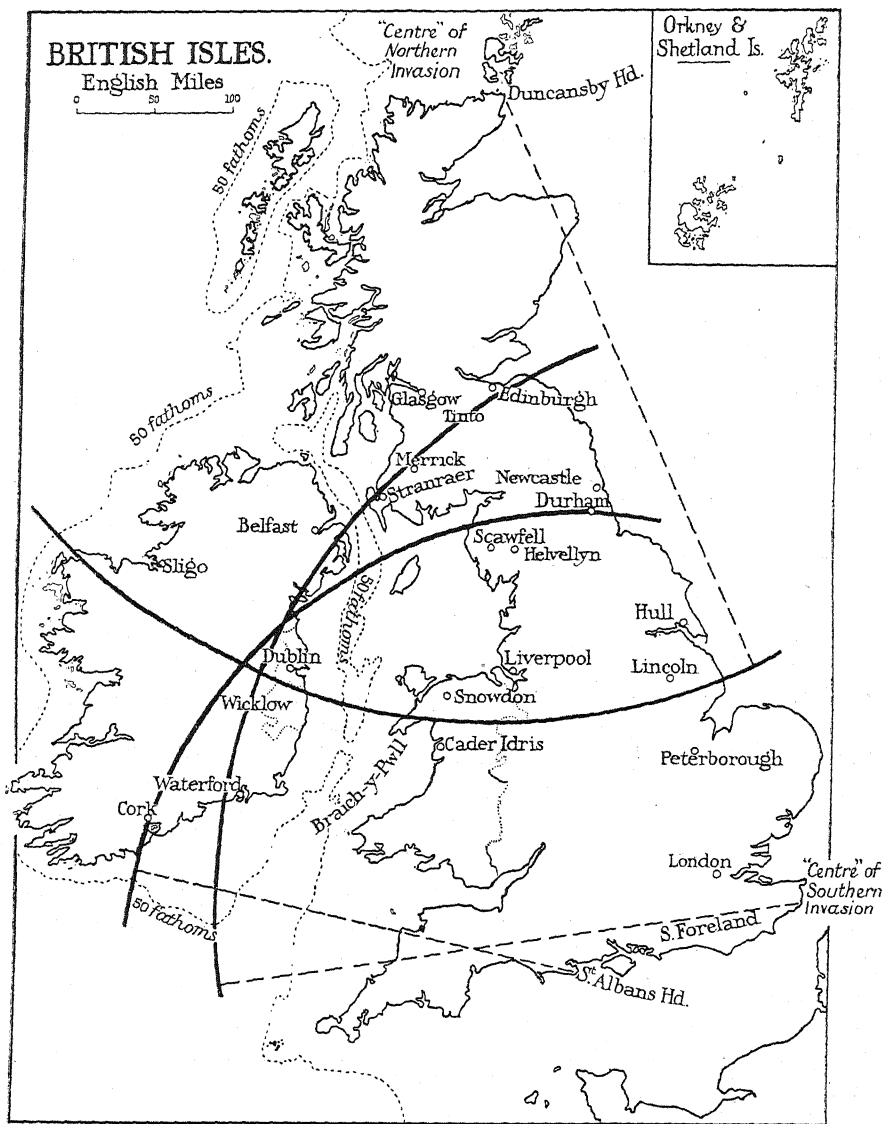 BRITISH ISLES.
English Miles
0 50 100
"Centre" of
Northern
Invasion
Orkney &
Shetland Is.
Duncansby Hd.
50 fathoms
50 fathoms
Glasgow
Edinburgh
Tinto
Merrick
Stranraer
Newcastle
Durham
Belfast
Scawfell
Helvellyn
Sligo
50 fathoms
Hull
Dublin
Liverpool
Lincoln
Snowdon
Wicklow
Cader Idris
Peterborough
Braich-y-Pwll
Waterford
Cork
London
"Centre" of
Southern
Invasion
50 fathoms
S. Foreland
St. Albans Hd.